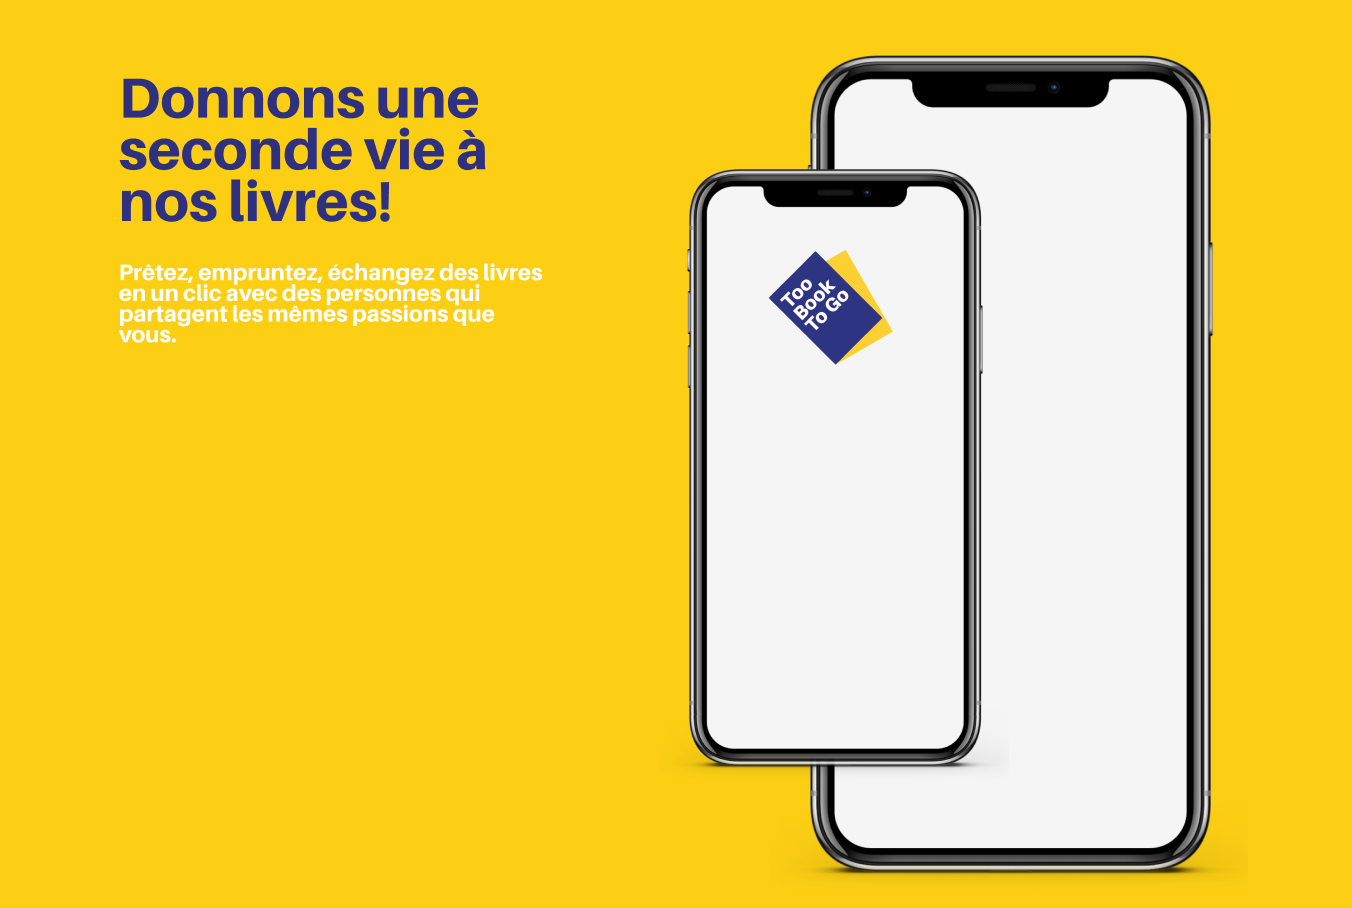 Donnons une
seconde vie à
nos livres!
Prêtez, empruntez, échangez des livres
en un clic avec des personnes qui
partagent les mêmes passions que
vous.
Too
Book
To Go